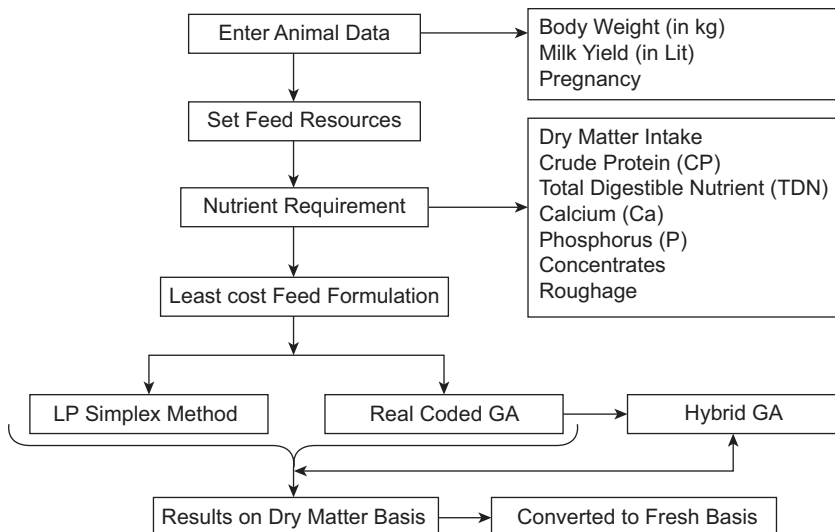 Enter Animal Data
Body Weight (in kg)
Milk Yield (in Lit)
Pregnancy
Set Feed Resources
Nutrient Requirement
Dry Matter Intake
Crude Protein (CP)
Total Digestible Nutrient (TDN)
Calcium (Ca)
Phosphorus (P)
Concentrates
Roughage
Least cost Feed Formulation
LP Simplex Method
Real Coded GA
Hybrid GA
Results on Dry Matter Basis
Converted to Fresh Basis